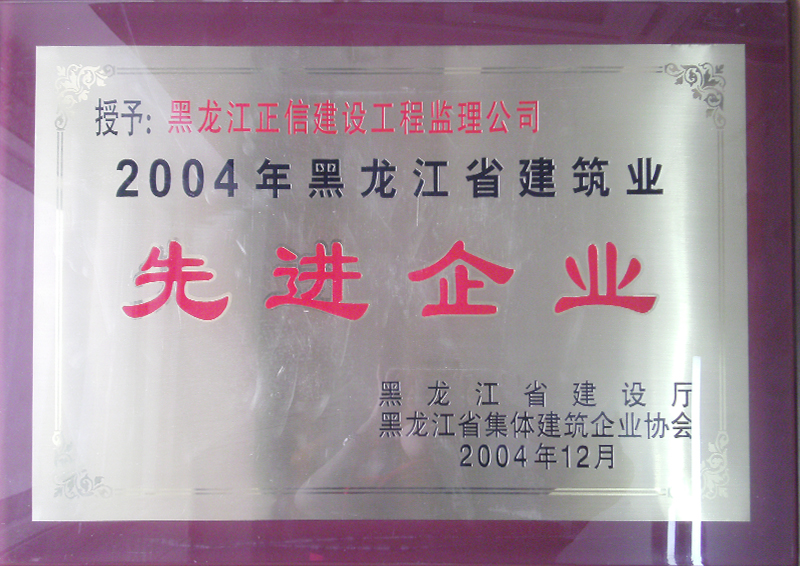 授予:黑龙江正信建设工程监理公司
2004年黑龙江省建筑业
先进企业
黑龙江省建设厅
黑龙江省集体建筑企业协会
2004年12月